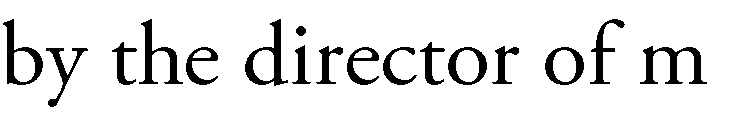 by the director of m